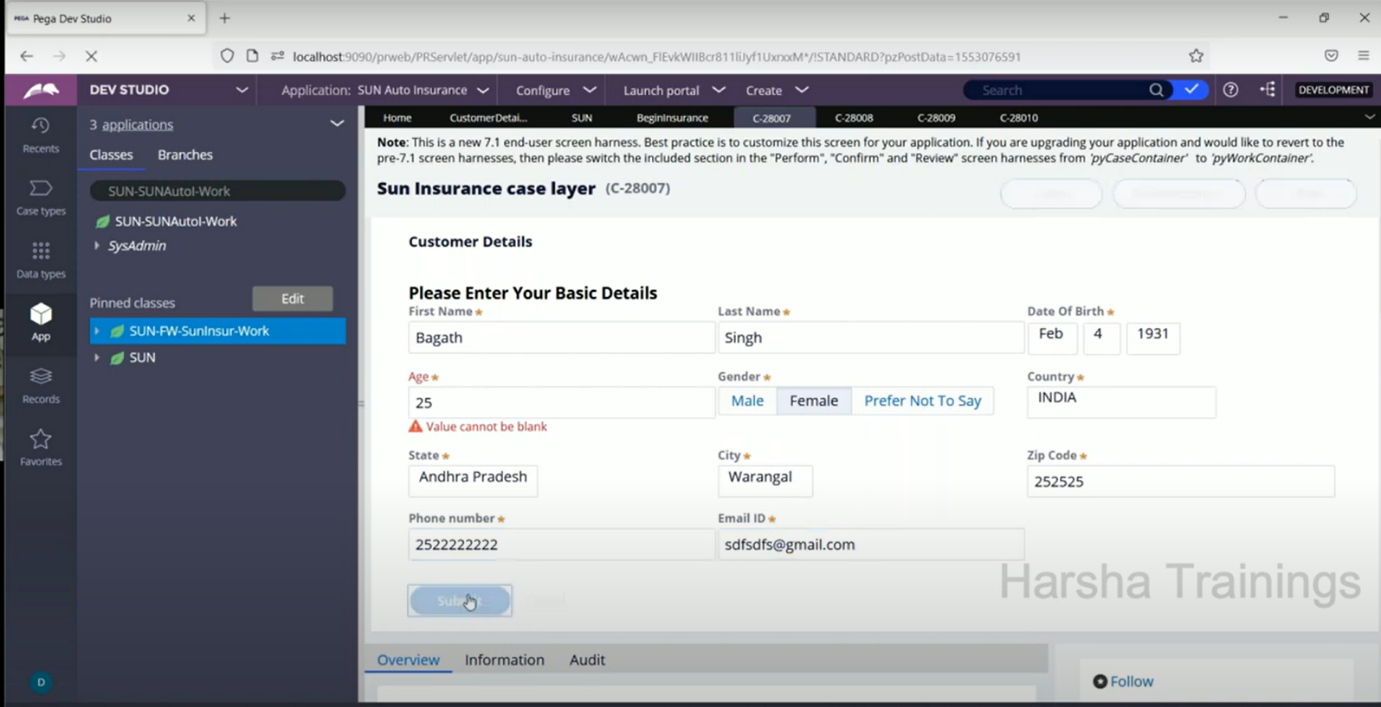 PEGA Pega Dev Studio
localhost:9090/prweb/PRServlet/app/sun-auto-insurance/wAcwn_FlEvkWII8cr811liJyf1UxrxxM*/!STANDARD?pzPostData=1553076591
DEV STUDIO Application: SUN Auto Insurance Configure Launch portal Create Search DEVELOPMENT
Home CustomerDetai... SUN BeginInsurance C-28007 C-28008 C-28009 C-28010
Recents
Case types
Data types
App
Records
Favorites
D
3 applications
Classes Branches
SUN-SUNAutoI-Work
SUN-SUNAutoI-Work
SysAdmin
Pinned classes Edit
SUN-FW-SunInsur-Work
SUN
Note: This is a new 7.1 end-user screen harness. Best practice is to customize this screen for your application. If you are upgrading your application and would like to revert to the
pre-7.1 screen harnesses, then please switch the included section in the "Perform", "Confirm" and "Review" screen harnesses from 'pyCaseContainer' to 'pyWorkContainer'.
Sun Insurance case layer (C-28007)
Customer Details
Please Enter Your Basic Details
First Name★ Last Name★ Date Of Birth★
Bagath Singh Feb 4 1931
Age★ Gender★ Country★
25 Male Female Prefer Not To Say INDIA
Value cannot be blank
State★ City★ Zip Code★
Andhra Pradesh Warangal 252525
Phone number★ Email ID★
2522222222 sdfsdfs@gmail.com
Harsha Trainings
Overview Information Audit
Follow